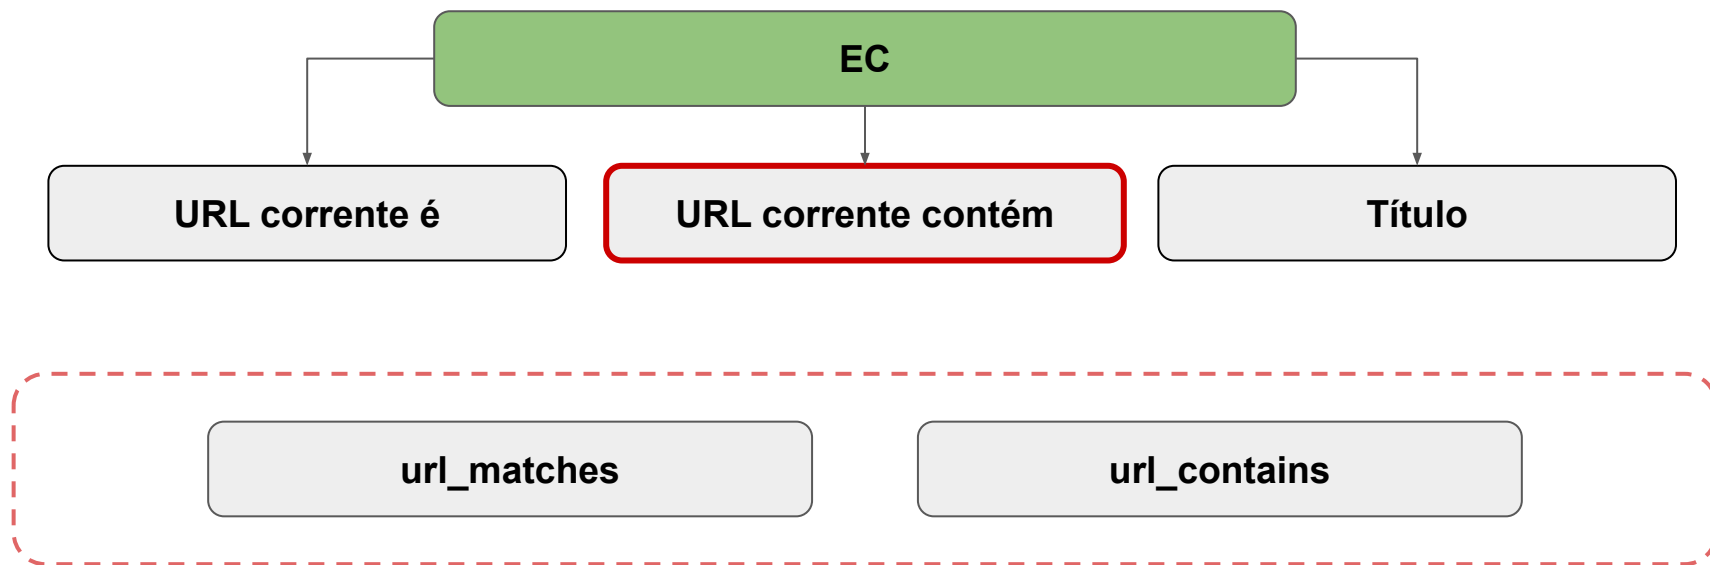 EC
URL corrente é
URL corrente contém
Título
url_matches
url_contains